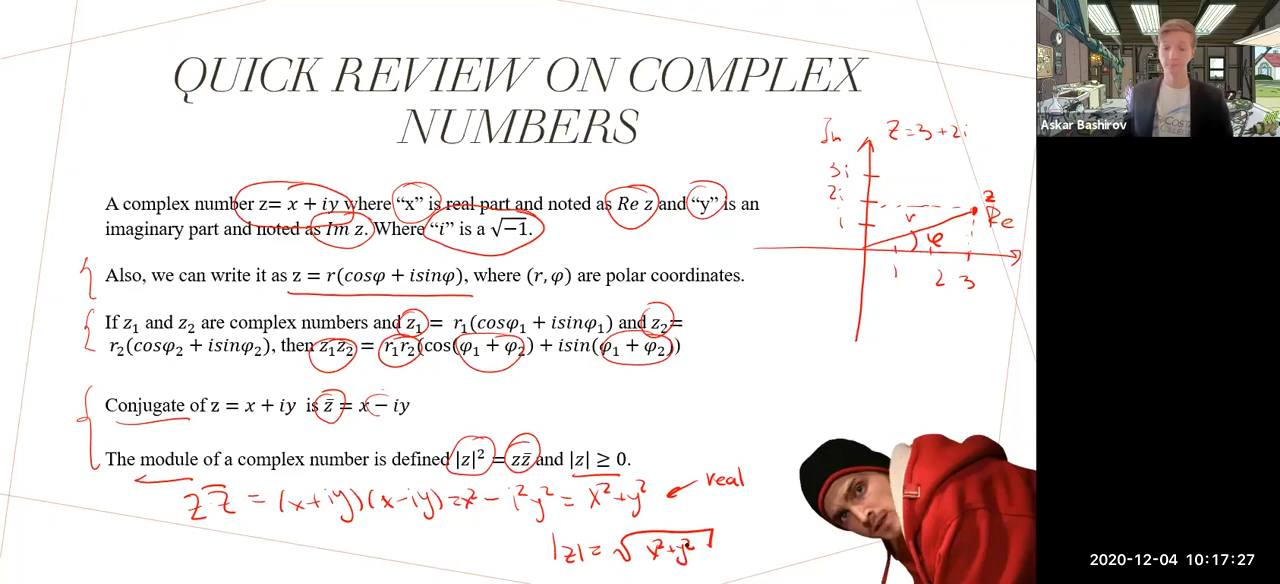 QUICK REVIEW ON COMPLEX
NUMBERS
A complex number z= x + iy where “x” is real part and noted as Re z and “y” is an
imaginary part and noted as Im z. Where “i” is a √−1.
Also, we can write it as z = r(cosφ + isinφ), where (r, φ) are polar coordinates.
If z₁ and z₂ are complex numbers and z₁ = r₁(cosφ₁ + isinφ₁) and z₂=
r₂(cosφ₂ + isinφ₂), then z₁z₂ = r₁r₂(cos(φ₁ + φ₂) + isin(φ₁ + φ₂))
Conjugate of z = x + iy is z̄ = x − iy
The module of a complex number is defined |z|² = zz̄ and |z| ≥ 0.
zz̄ = (x+iy)(x-iy)=x² - i²y² = x²+y²
real
|z| = √x²+y²
Im
z=3+2i
3i
2i
i
z
Re
r
φ
1 2 3
Askar Bashirov
COSTA
COLLEGE
2020-12-04 10:17:27